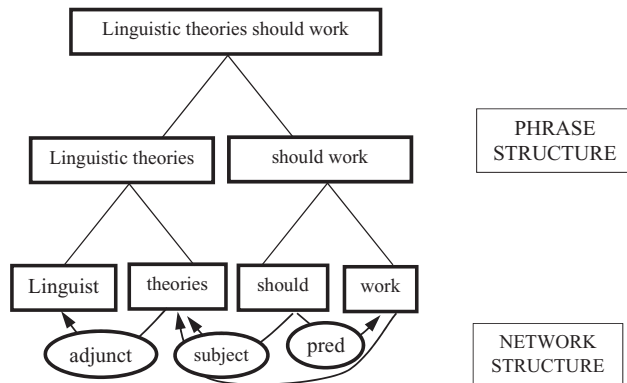 Linguistic theories should work
Linguistic theories
should work
PHRASE
STRUCTURE
Linguist
theories
should
work
adjunct
subject
pred
NETWORK
STRUCTURE